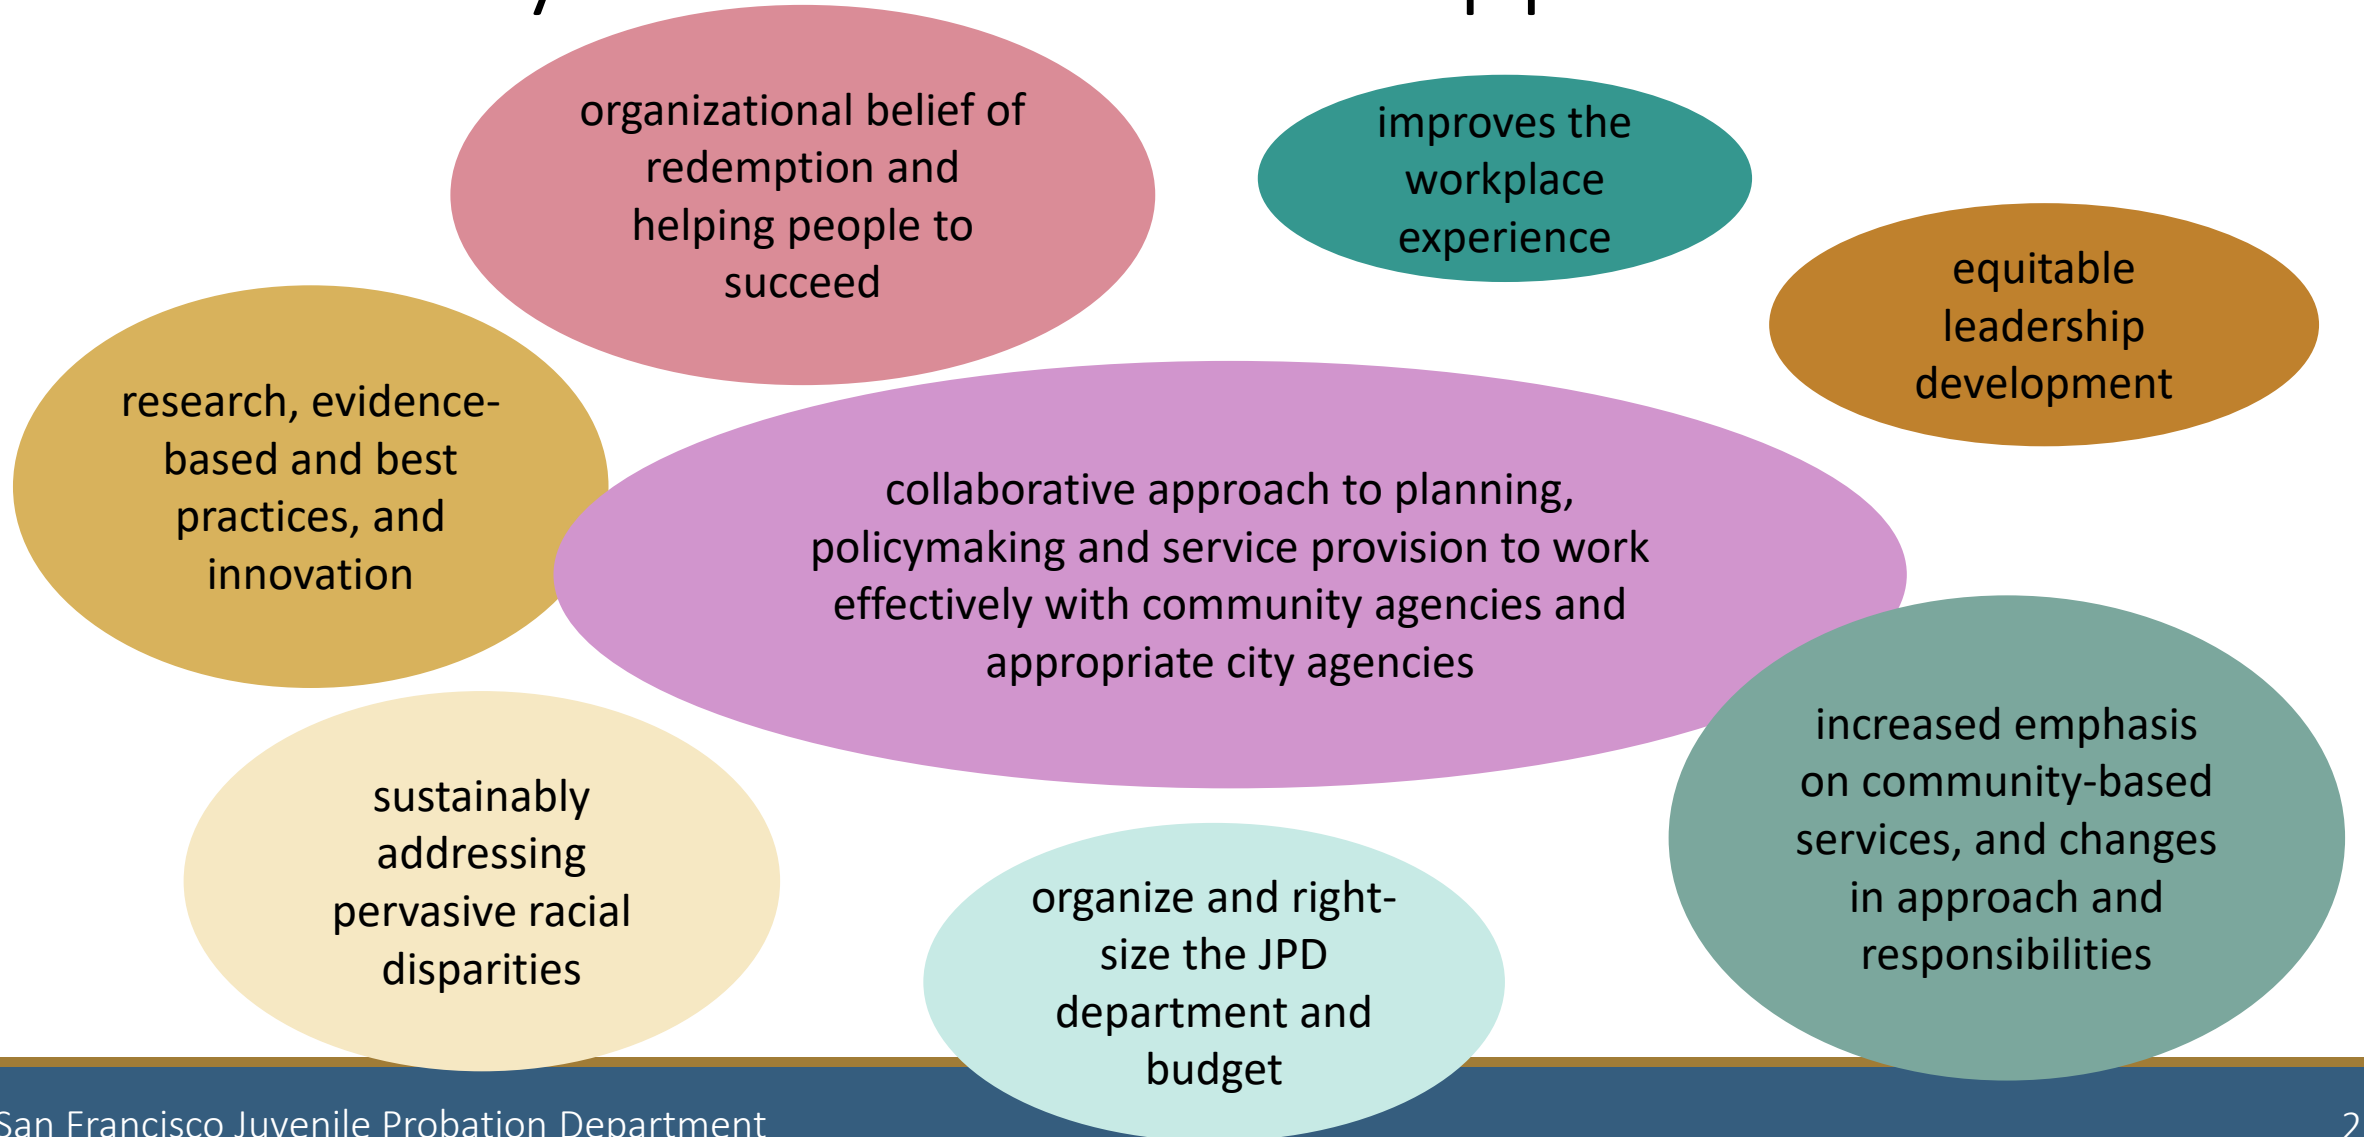 organizational belief of
redemption and
helping people to
succeed
improves the
workplace
experience
equitable
leadership
development
research, evidence-
based and best
practices, and
innovation
collaborative approach to planning,
policymaking and service provision to work
effectively with community agencies and
appropriate city agencies
increased emphasis
on community-based
services, and changes
in approach and
responsibilities
sustainably
addressing
pervasive racial
disparities
organize and right-
size the JPD
department and
budget
San Francisco Juvenile Probation Department
2